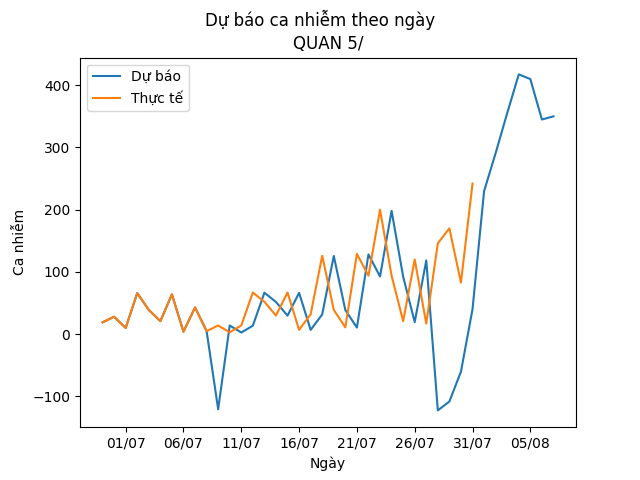 Dự báo ca nhiễm theo ngày
QUAN 5/
Dự báo
Thực tế
Ca nhiễm
400
300
200
100
0
−100
01/07 06/07 11/07 16/07 21/07 26/07 31/07 05/08
Ngày